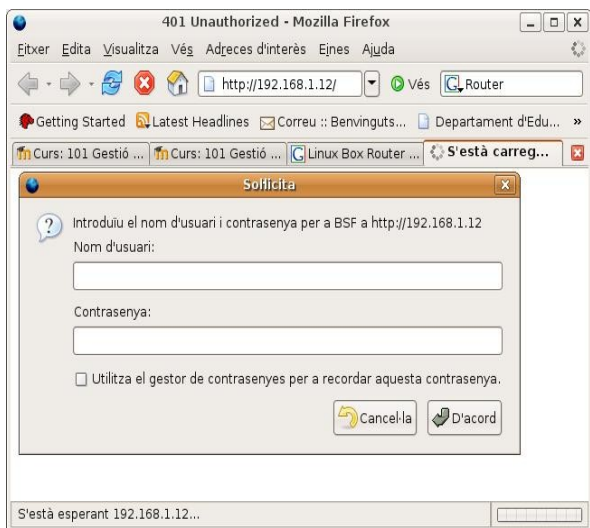 401 Unauthorized - Mozilla Firefox
Fitxer Edita Visualitza Vés Adreces d'interès Eines Ajuda
http://192.168.1.12/ Vés Router
Getting Started Latest Headlines Correu :: Benvinguts... Departament d'Edu... »
Curs: 101 Gestió ... Curs: 101 Gestió ... Linux Box Router ... S'està carreg...
Sol·licita
Introduïu el nom d'usuari i contrasenya per a BSF a http://192.168.1.12
Nom d'usuari:
Contrasenya:
Utilitza el gestor de contrasenyes per a recordar aquesta contrasenya.
Cancel·la D'acord
S'està esperant 192.168.1.12...